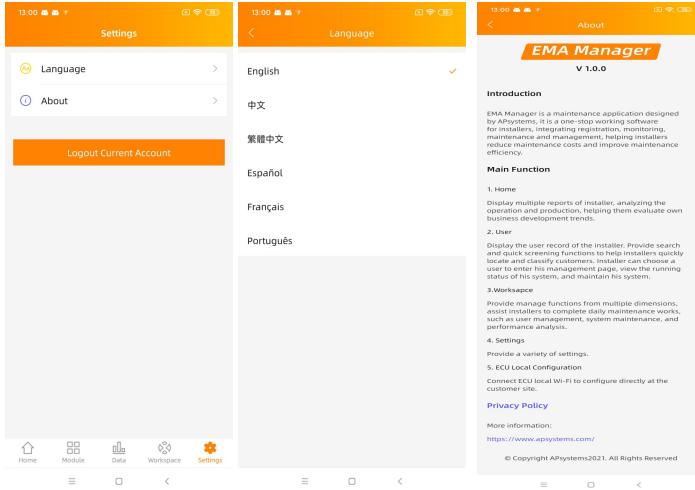 13:00
Settings
Language
About
Logout Current Account
Home
Module
Data
Workspace
Settings
13:00
Language
English
中文
繁體中文
Español
Français
Português
13:00
About
EMA Manager
V 1.0.0
Introduction
EMA Manager is a maintenance application designed
by APsystems, it is a one-stop working software
for installers, integrating registration, monitoring,
maintenance and management, helping installers
reduce maintenance costs and improve maintenance
efficiency.
Main Function
1. Home
Display multiple reports of installer, analyzing the
operation and production, helping them evaluate own
business development trends.
2. User
Display the user record of the installer. Provide search
and quick screening functions to help installers quickly
locate and classify customers. Installer can choose a
user to enter his management page, view the running
status of his system, and maintain his system.
3.Worksapce
Provide manage functions from multiple dimensions,
assist installers to complete daily maintenance works,
such as user management, system maintenance, and
performance analysis.
4. Settings
Provide a variety of settings.
5. ECU Local Configuration
Connect ECU local Wi-Fi to configure directly at the
customer site.
Privacy Policy
More information:
https://www.apsystems.com/
© Copyright APsystems2021. All Rights Reserved